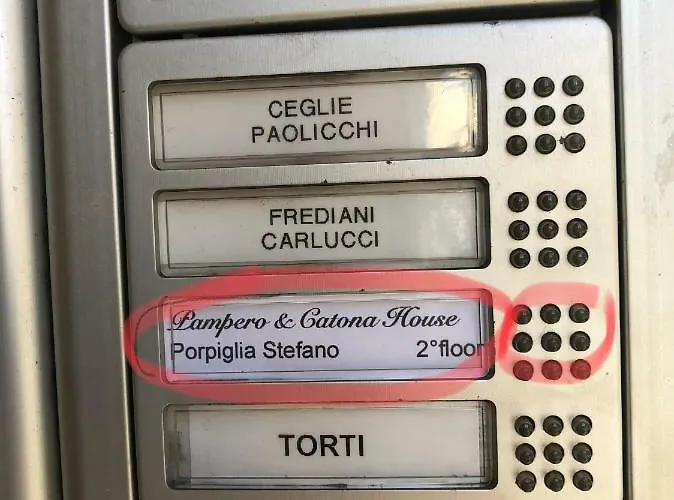 CEGLIE
PAOLICCHI
FREDIANI
CARLUCCI
Pampero & Catona House
Porpiglia Stefano 2°floor
TORTI